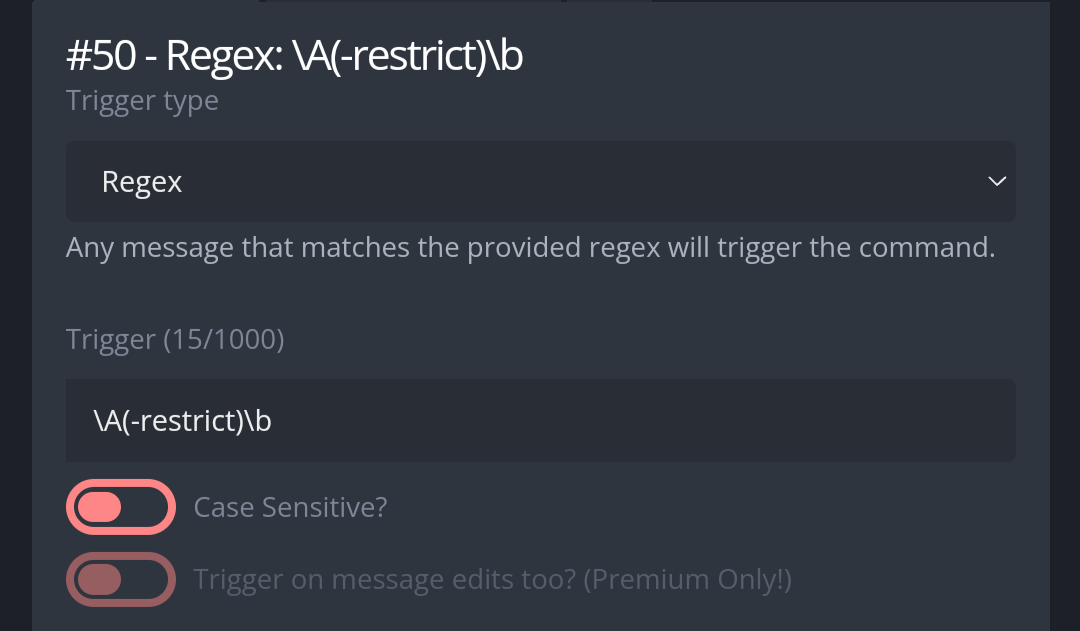 #50 - Regex: \A(-restrict)\b
Trigger type
Regex
Any message that matches the provided regex will trigger the command.
Trigger (15/1000)
\A(-restrict)\b
Case Sensitive?
Trigger on message edits too? (Premium Only!)